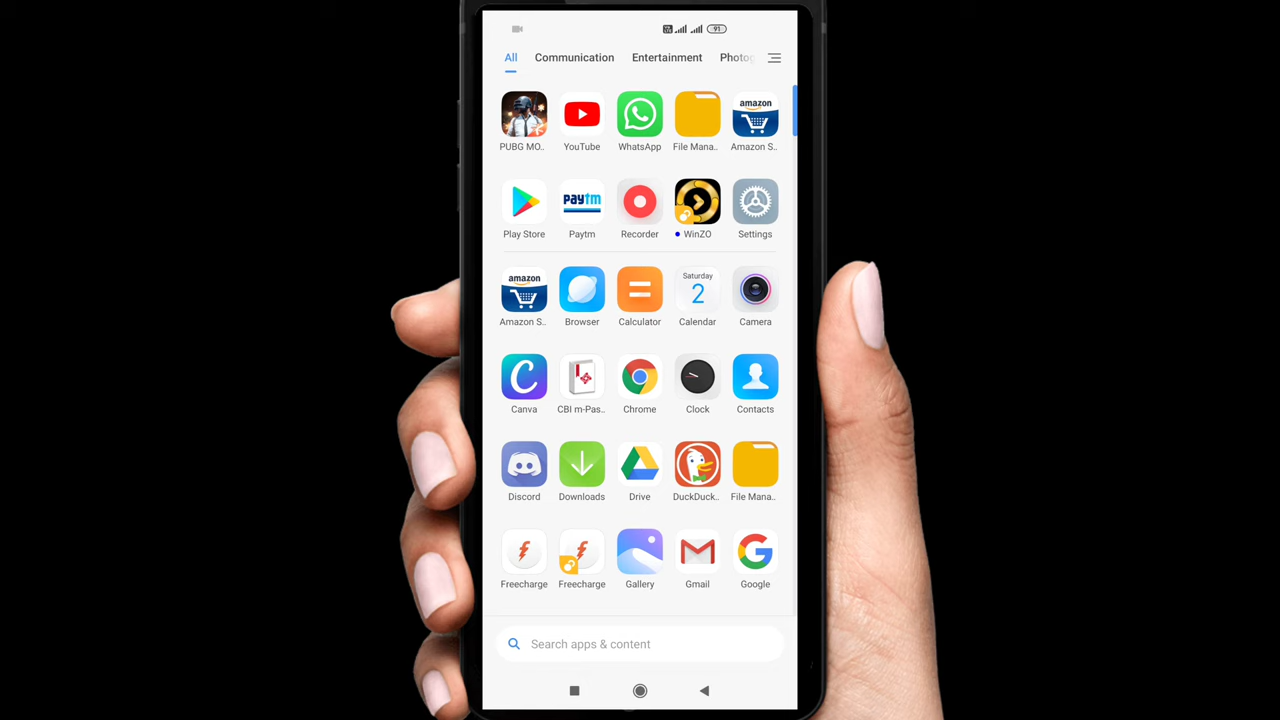 91
All Communication Entertainment Photog
PUBG MO.. YouTube WhatsApp File Mana.. Amazon S..
amazon
paytm
Play Store Paytm Recorder WinZO Settings
amazon
Saturday
2
Amazon S.. Browser Calculator Calendar Camera
Canva CBI m-Pas.. Chrome Clock Contacts
Discord Downloads Drive DuckDuck.. File Mana..
Freecharge Freecharge Gallery Gmail Google
Search apps & content